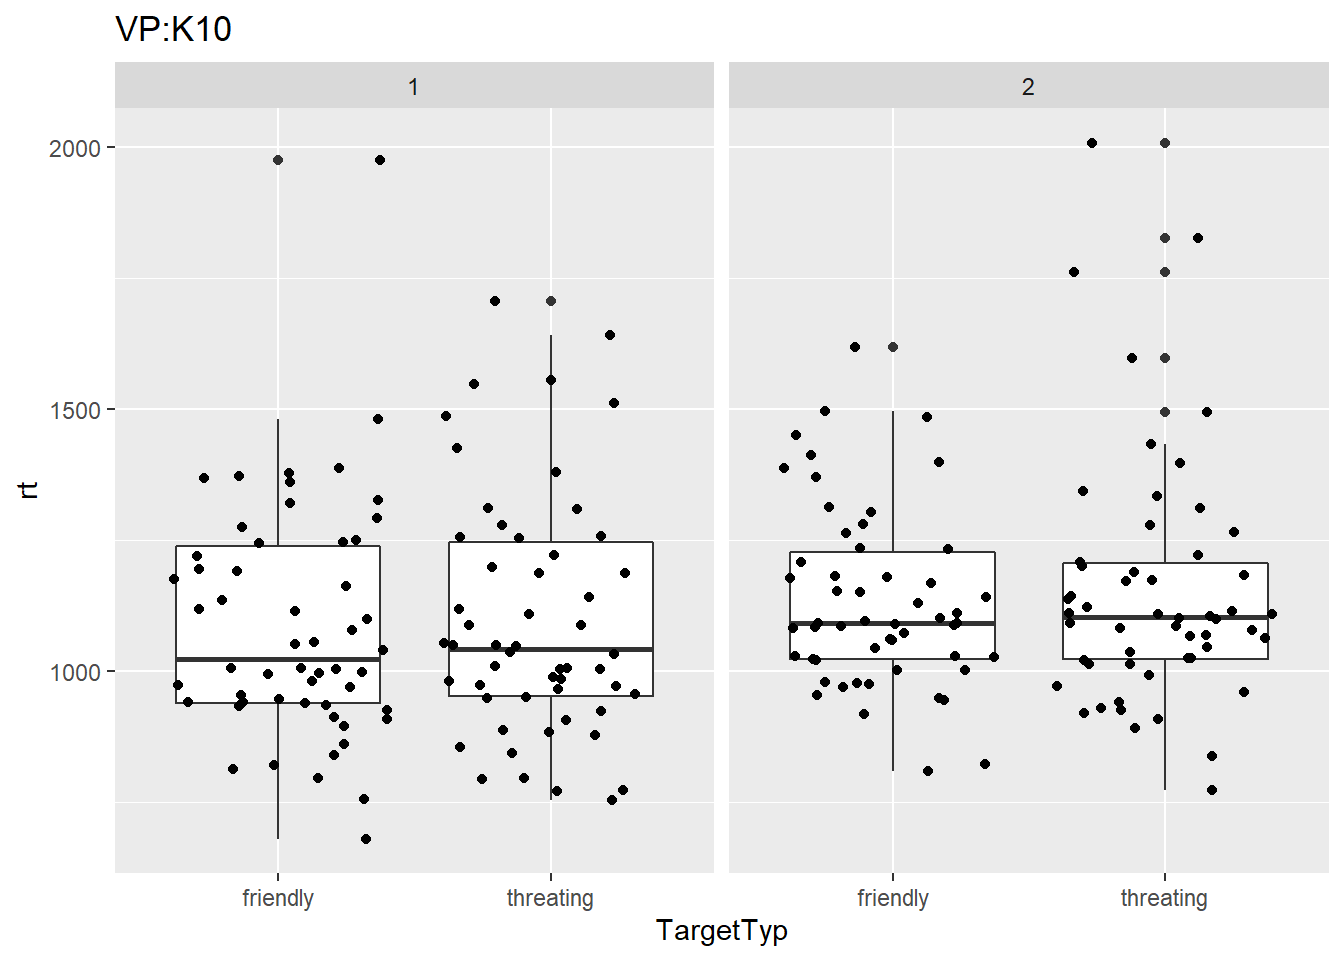 VP:K10
1
2
rt
2000
1500
1000
friendly
threating
friendly
threating
TargetTyp